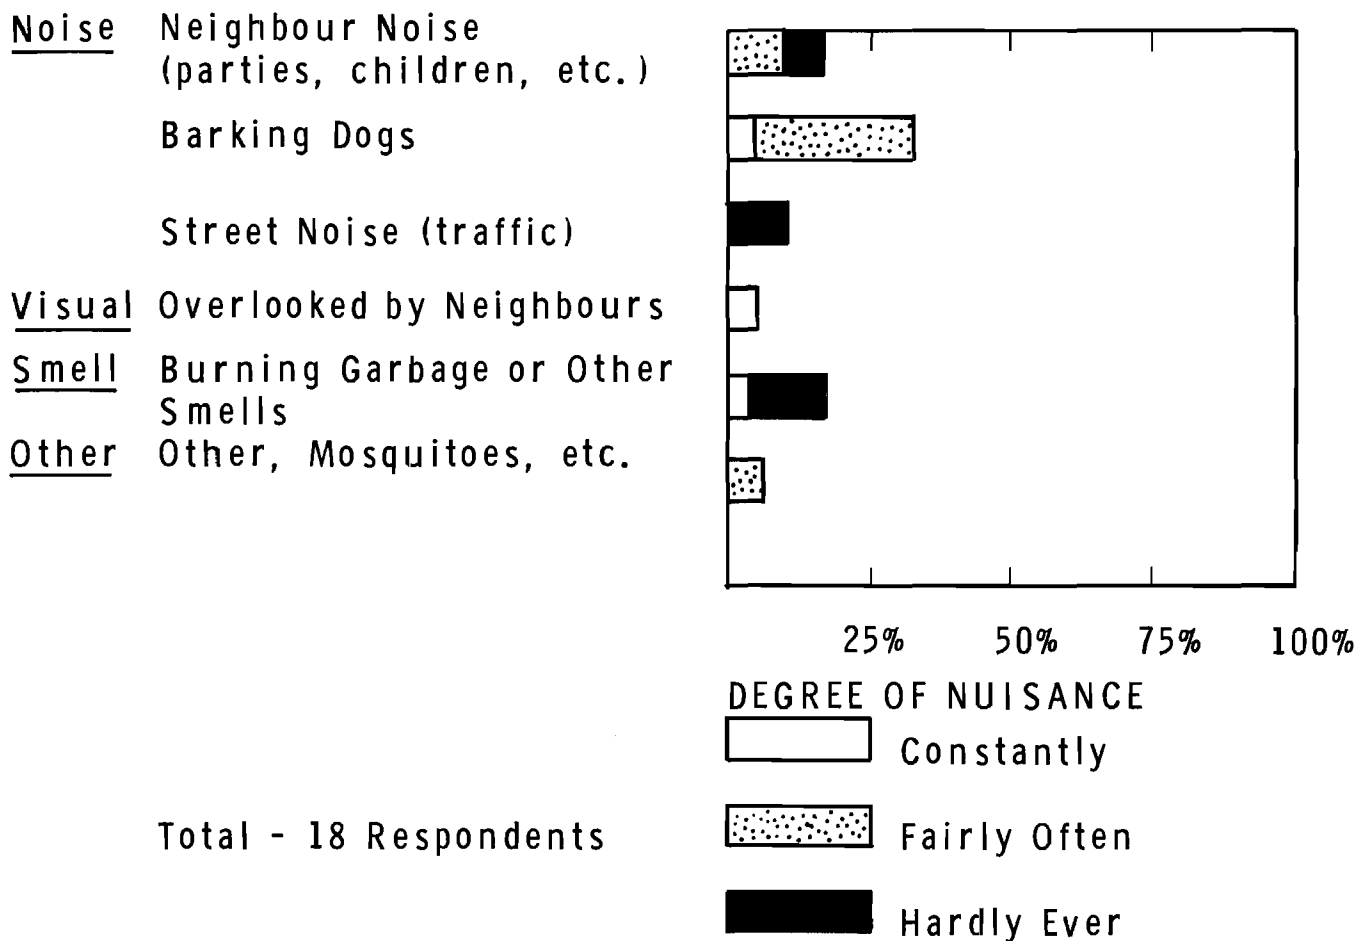 Noise Neighbour Noise
(parties, children, etc.)
Barking Dogs
Street Noise (traffic)
Visual Overlooked by Neighbours
Smell Burning Garbage or Other
Smells
Other Other, Mosquitoes, etc.
25% 50% 75% 100%
DEGREE OF NUISANCE
Constantly
Total - 18 Respondents Fairly Often
Hardly Ever